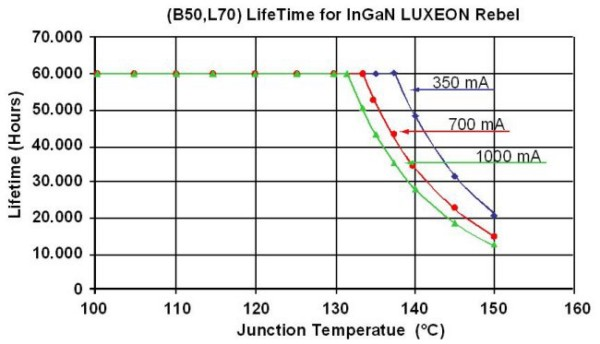 (B50,L70) LifeTime for InGaN LUXEON Rebel
70.000
60.000
50.000
40.000
30.000
20.000
10.000
0
Lifetime (Hours)
350 mA
700 mA
1000 mA
100 110 120 130 140 150 160
Junction Temperatue (°C)